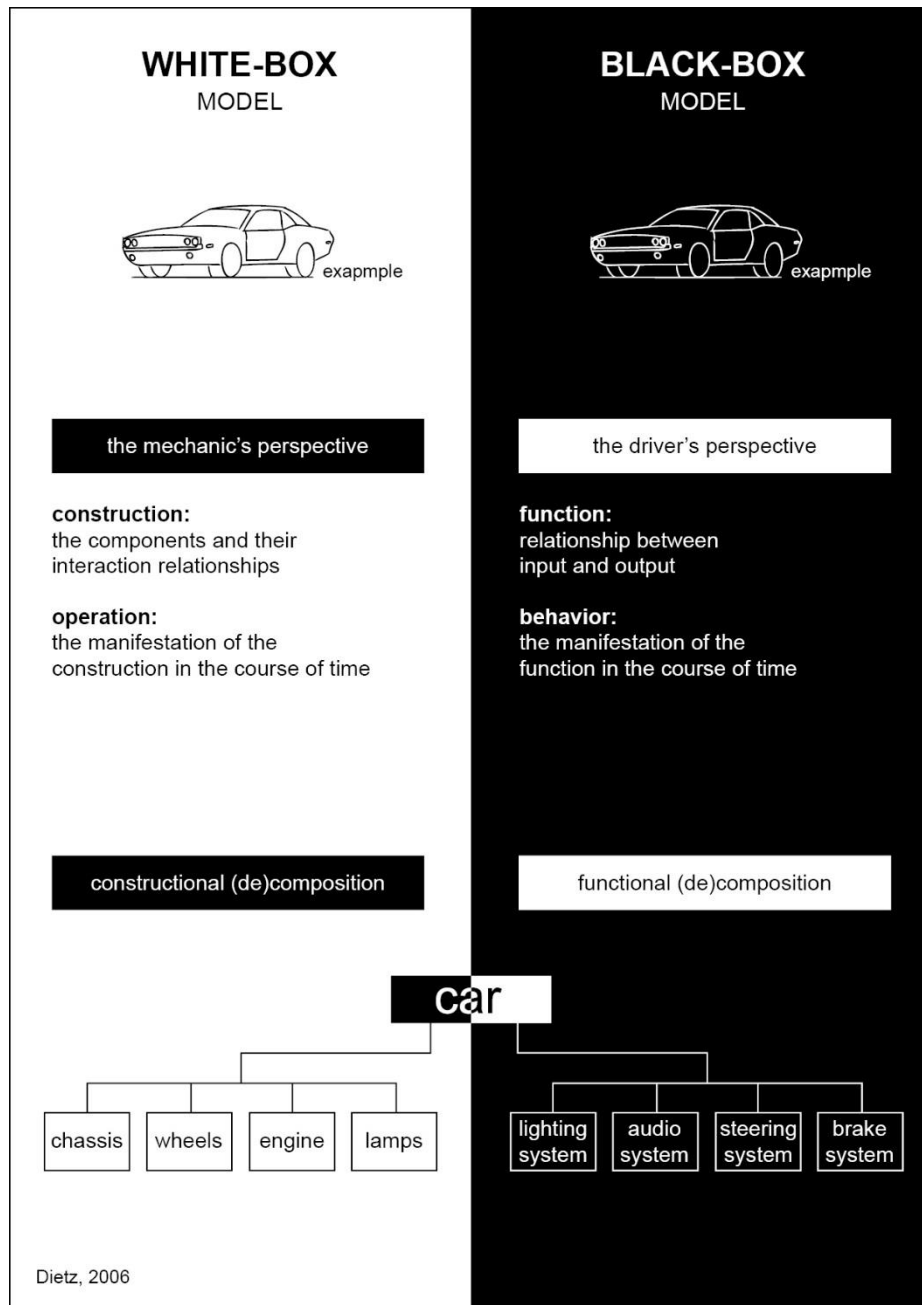 WHITE-BOX
MODEL
exapmple
the mechanic's perspective
construction:
the components and their
interaction relationships
operation:
the manifestation of the
construction in the course of time
constructional (de)composition
BLACK-BOX
MODEL
exapmple
the driver's perspective
function:
relationship between
input and output
behavior:
the manifestation of the
function in the course of time
functional (de)composition
car
chassis
wheels
engine
lamps
lighting
system
audio
system
steering
system
brake
system
Dietz, 2006